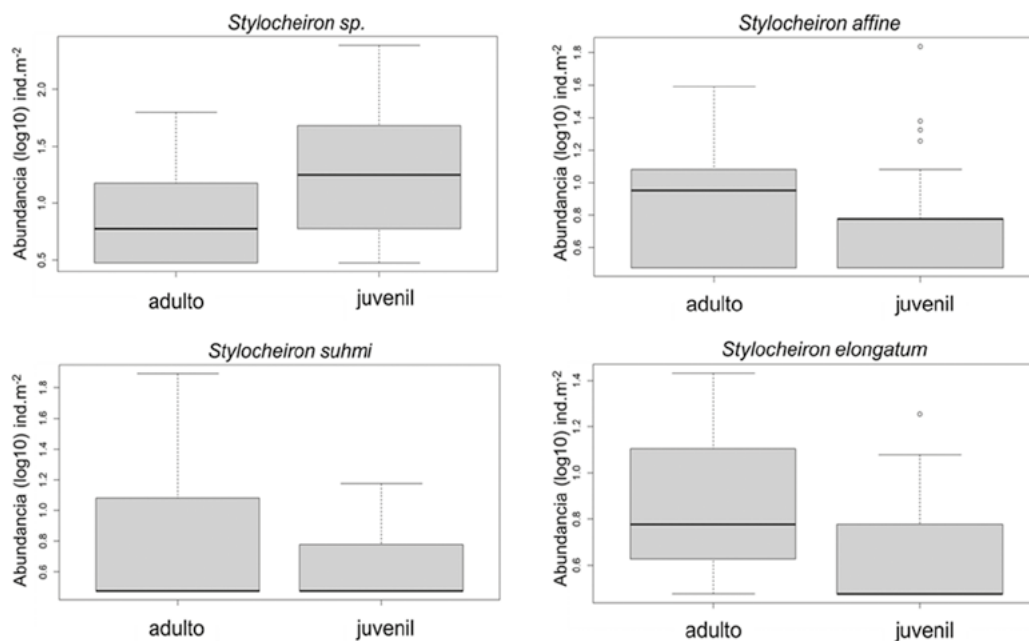 Stylocheiron sp.
Abundancia (log10) ind.m⁻²
2.0
1.5
1.0
0.5
adulto
juvenil
Stylocheiron affine
Abundancia (log10) ind.m⁻²
1.8
1.6
1.4
1.2
1.0
0.8
0.6
adulto
juvenil
Stylocheiron suhmi
Abundancia (log10) ind.m⁻²
1.8
1.6
1.4
1.2
1.0
0.8
0.6
adulto
juvenil
Stylocheiron elongatum
Abundancia (log10) ind.m⁻²
1.4
1.2
1.0
0.8
0.6
adulto
juvenil